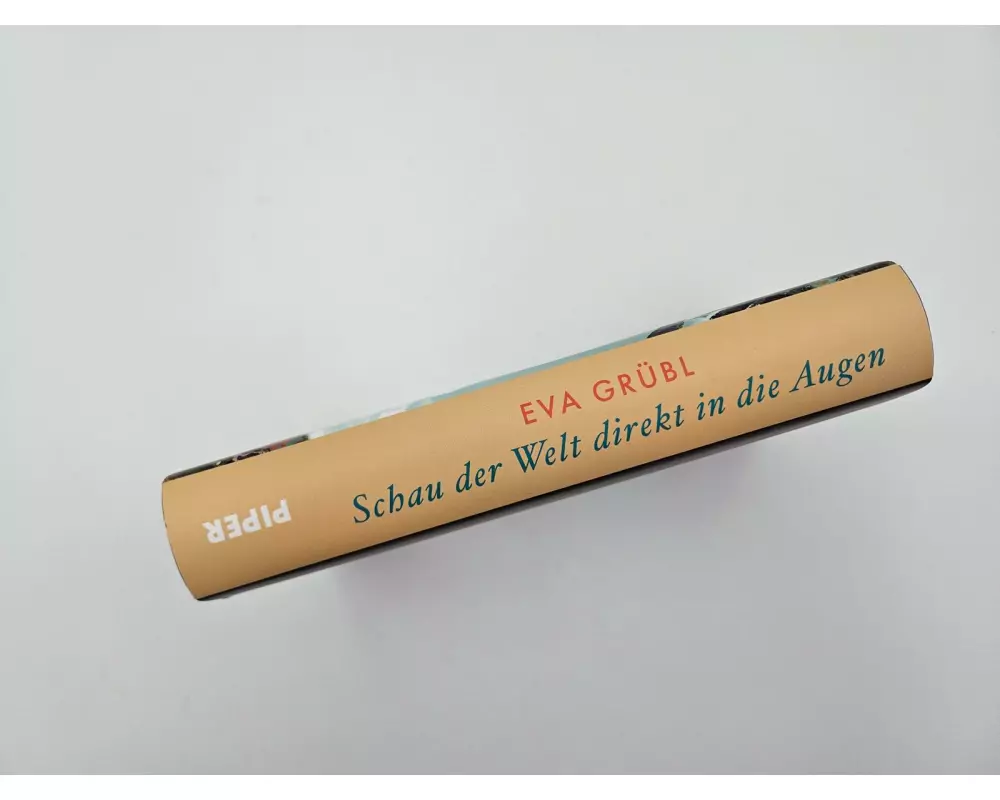 EVA GRÜBL
Schau der Welt direkt in die Augen
PIPER